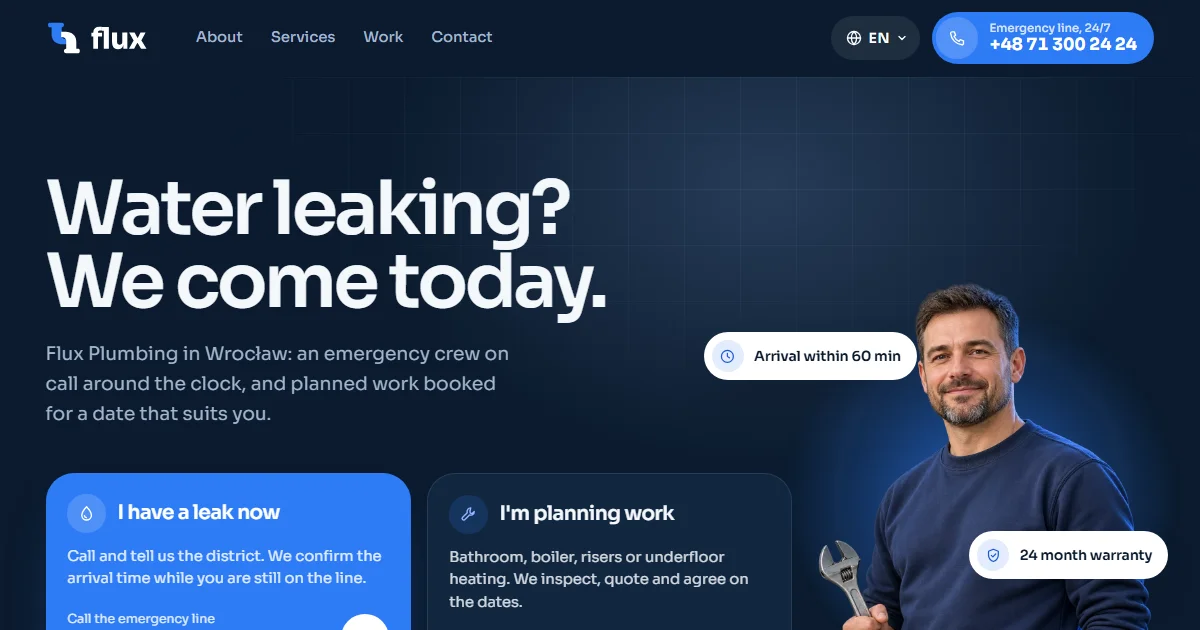 flux
About
Services
Work
Contact
EN
Emergency line, 24/7
+48 71 300 24 24
Water leaking?
We come today.
Flux Plumbing in Wrocław: an emergency crew on
call around the clock, and planned work booked
for a date that suits you.
Arrival within 60 min
I have a leak now
Call and tell us the district. We confirm the
arrival time while you are still on the line.
Call the emergency line
I'm planning work
Bathroom, boiler, risers or underfloor
heating. We inspect, quote and agree on
the dates.
24 month warranty